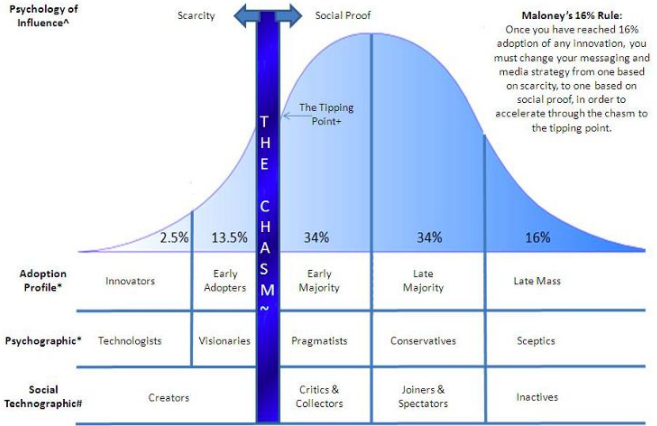 Psychology of
Influence^
Scarcity
Social Proof
Maloney's 16% Rule:
Once you have reached 16%
adoption of any innovation, you
must change your messaging and
media strategy from one based
on scarcity, to one based on
social proof, in order to
accelerate through the chasm to
the tipping point.
The Tipping
Point+
THE CHASM~
2.5%
13.5%
34%
34%
16%
Adoption
Profile*
Innovators
Early
Adopters
Early
Majority
Late
Majority
Late Mass
Psychographic*
Technologists
Visionaries
Pragmatists
Conservatives
Sceptics
Social
Technographic#
Creators
Critics &
Collectors
Joiners &
Spectators
Inactives